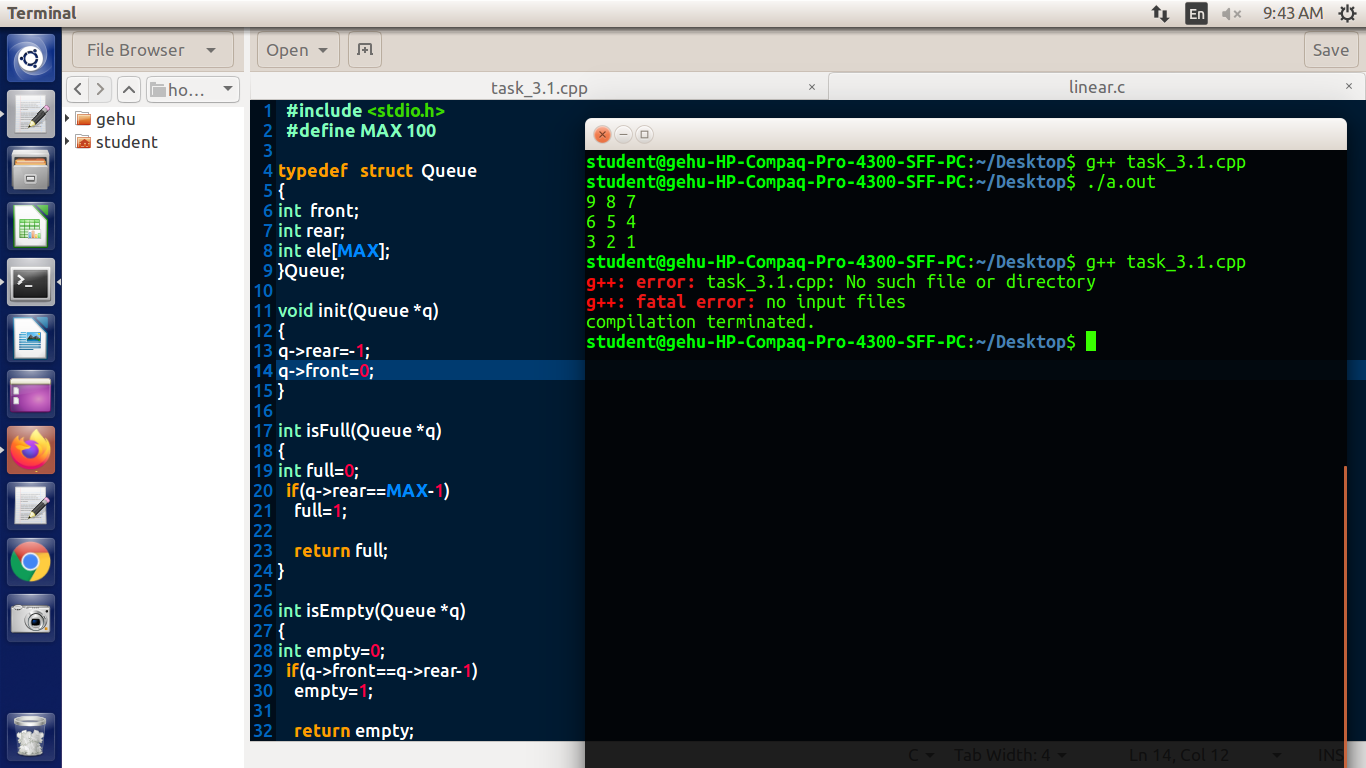 Terminal
En
9:43 AM
File Browser
Open
Save
ho...
task_3.1.cpp
×
linear.c
×
gehu
student
1 #include <stdio.h>
2 #define MAX 100
3
4 typedef struct Queue
5 {
6 int front;
7 int rear;
8 int ele[MAX];
9 }Queue;
10
11 void init(Queue *q)
12 {
13 q->rear=-1;
14 q->front=0;
15 }
16
17 int isFull(Queue *q)
18 {
19 int full=0;
20 if(q->rear==MAX-1)
21 full=1;
22
23 return full;
24 }
25
26 int isEmpty(Queue *q)
27 {
28 int empty=0;
29 if(q->front==q->rear-1)
30 empty=1;
31
32 return empty;
student@gehu-HP-Compaq-Pro-4300-SFF-PC:~/Desktop$ g++ task_3.1.cpp
student@gehu-HP-Compaq-Pro-4300-SFF-PC:~/Desktop$ ./a.out
9 8 7
6 5 4
3 2 1
student@gehu-HP-Compaq-Pro-4300-SFF-PC:~/Desktop$ g++ task_3.1.cpp
g++: error: task_3.1.cpp: No such file or directory
g++: fatal error: no input files
compilation terminated.
student@gehu-HP-Compaq-Pro-4300-SFF-PC:~/Desktop$
C Tab Width: 4 Ln 14, Col 12 INS